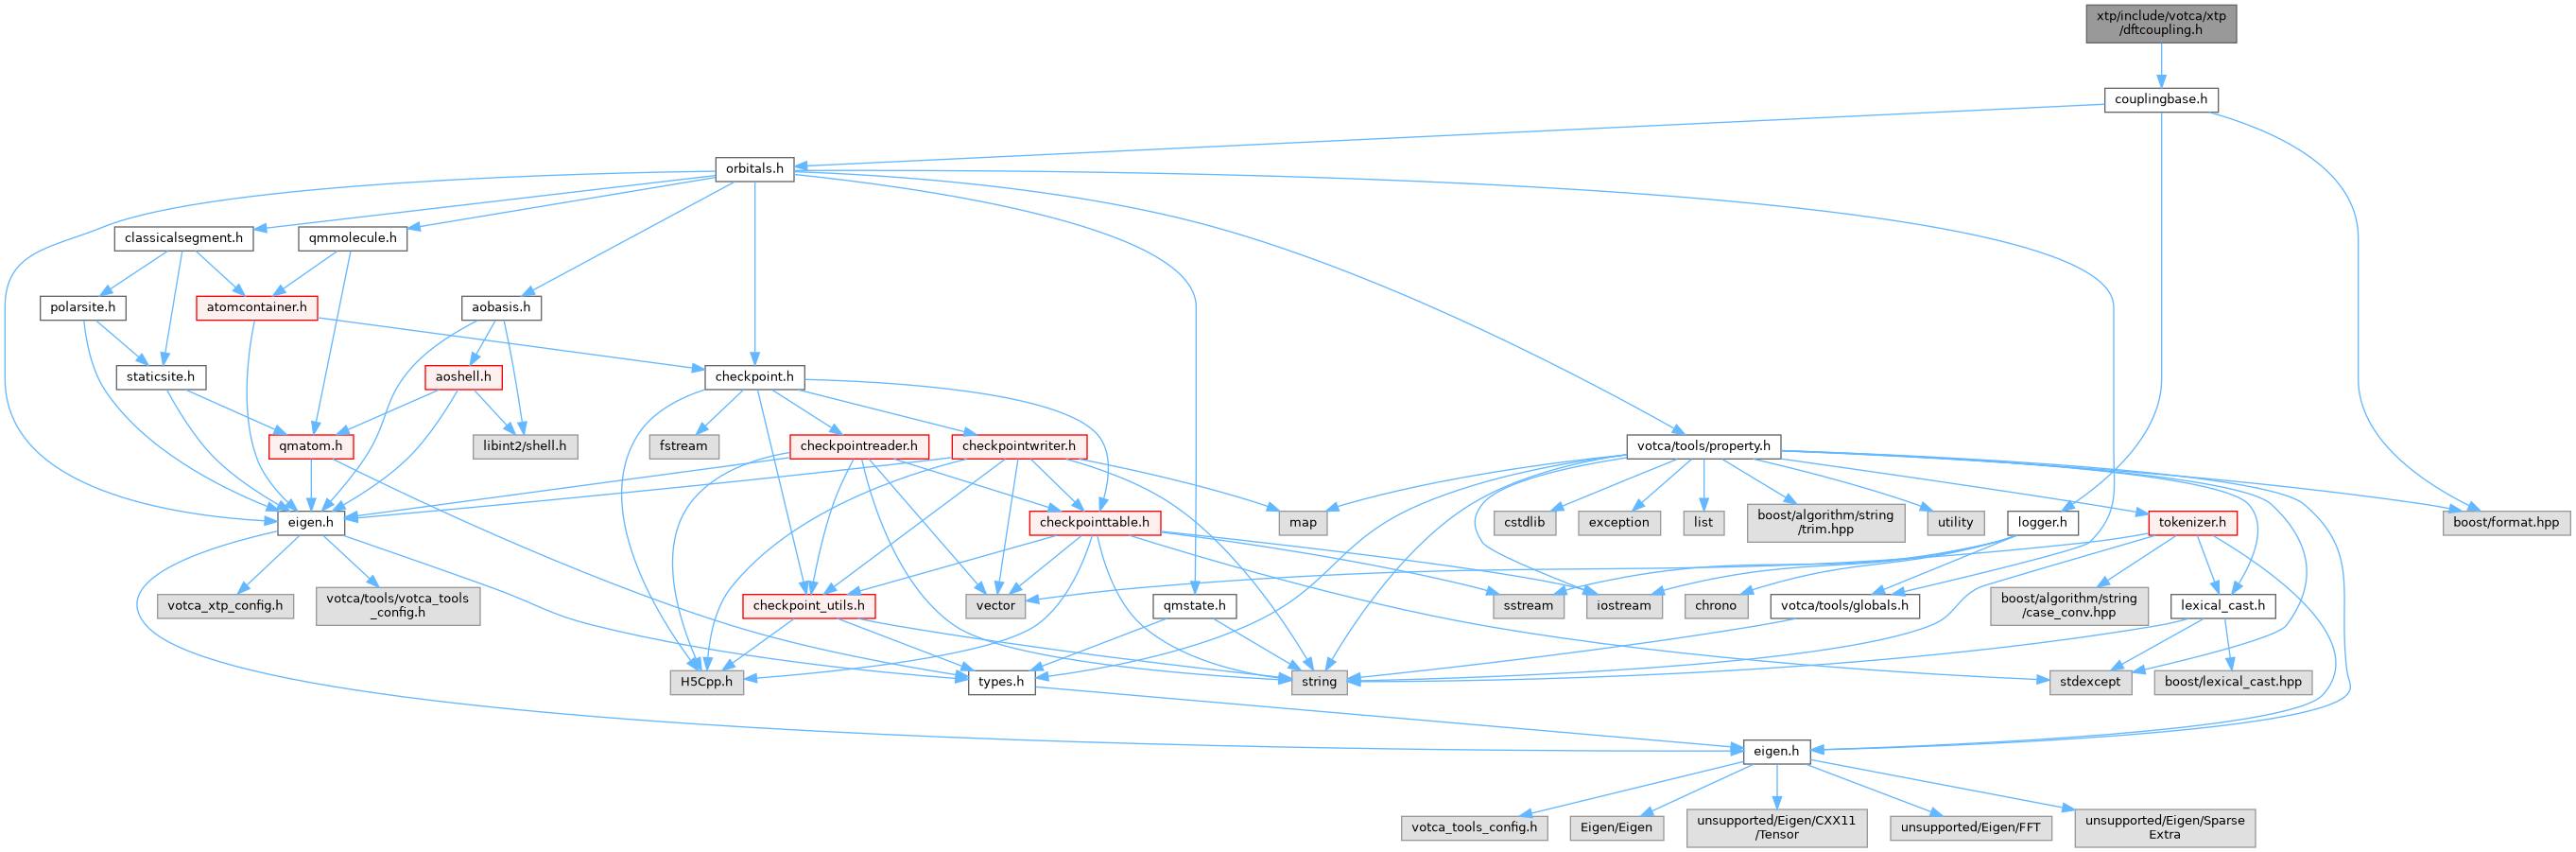 xtp/include/votca/xtp
/dftcoupling.h
couplingbase.h
orbitals.h
classicalsegment.h
qmmolecule.h
polarsite.h
atomcontainer.h
aobasis.h
staticsite.h
aoshell.h
checkpoint.h
qmatom.h
libint2/shell.h
fstream
checkpointreader.h
checkpointwriter.h
votca/tools/property.h
eigen.h
checkpointtable.h
map
cstdlib
exception
list
boost/algorithm/string
/trim.hpp
utility
logger.h
tokenizer.h
boost/format.hpp
votca_xtp_config.h
votca/tools/votca_tools
_config.h
checkpoint_utils.h
vector
qmstate.h
sstream
iostream
chrono
votca/tools/globals.h
boost/algorithm/string
/case_conv.hpp
lexical_cast.h
H5Cpp.h
types.h
string
stdexcept
boost/lexical_cast.hpp
eigen.h
votca_tools_config.h
Eigen/Eigen
unsupported/Eigen/CXX11
/Tensor
unsupported/Eigen/FFT
unsupported/Eigen/Sparse
Extra